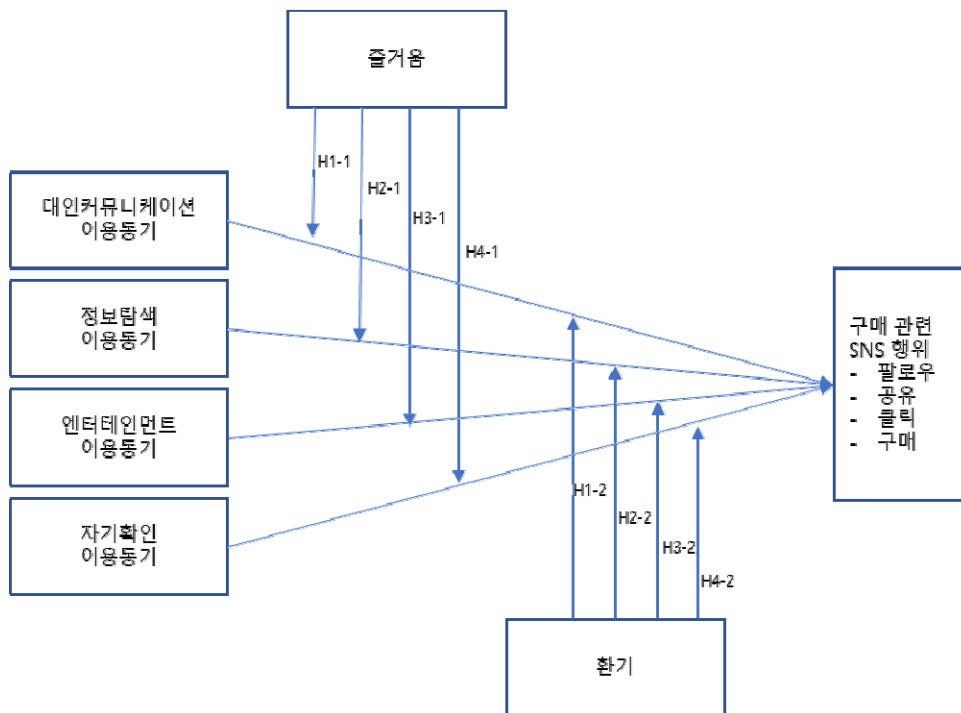 즐거움
H1-1
H2-1
H3-1
H4-1
대인커뮤니케이션
이용동기
정보탐색
이용동기
엔터테인먼트
이용동기
자기확인
이용동기
구매 관련
SNS 행위
- 팔로우
- 공유
- 클릭
- 구매
H1-2
H2-2
H3-2
H4-2
환기